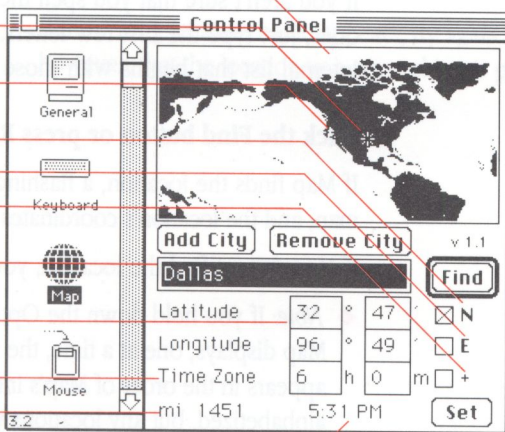 Control Panel
General
Keyboard
Map
Mouse
3.2
Add City
Remove City
v 1.1
Dallas
Find
Latitude 32 ° 47 ' N
Longitude 96 ° 49 ' E
Time Zone 6 h 0 m +
mi 1451 5:31 PM
Set